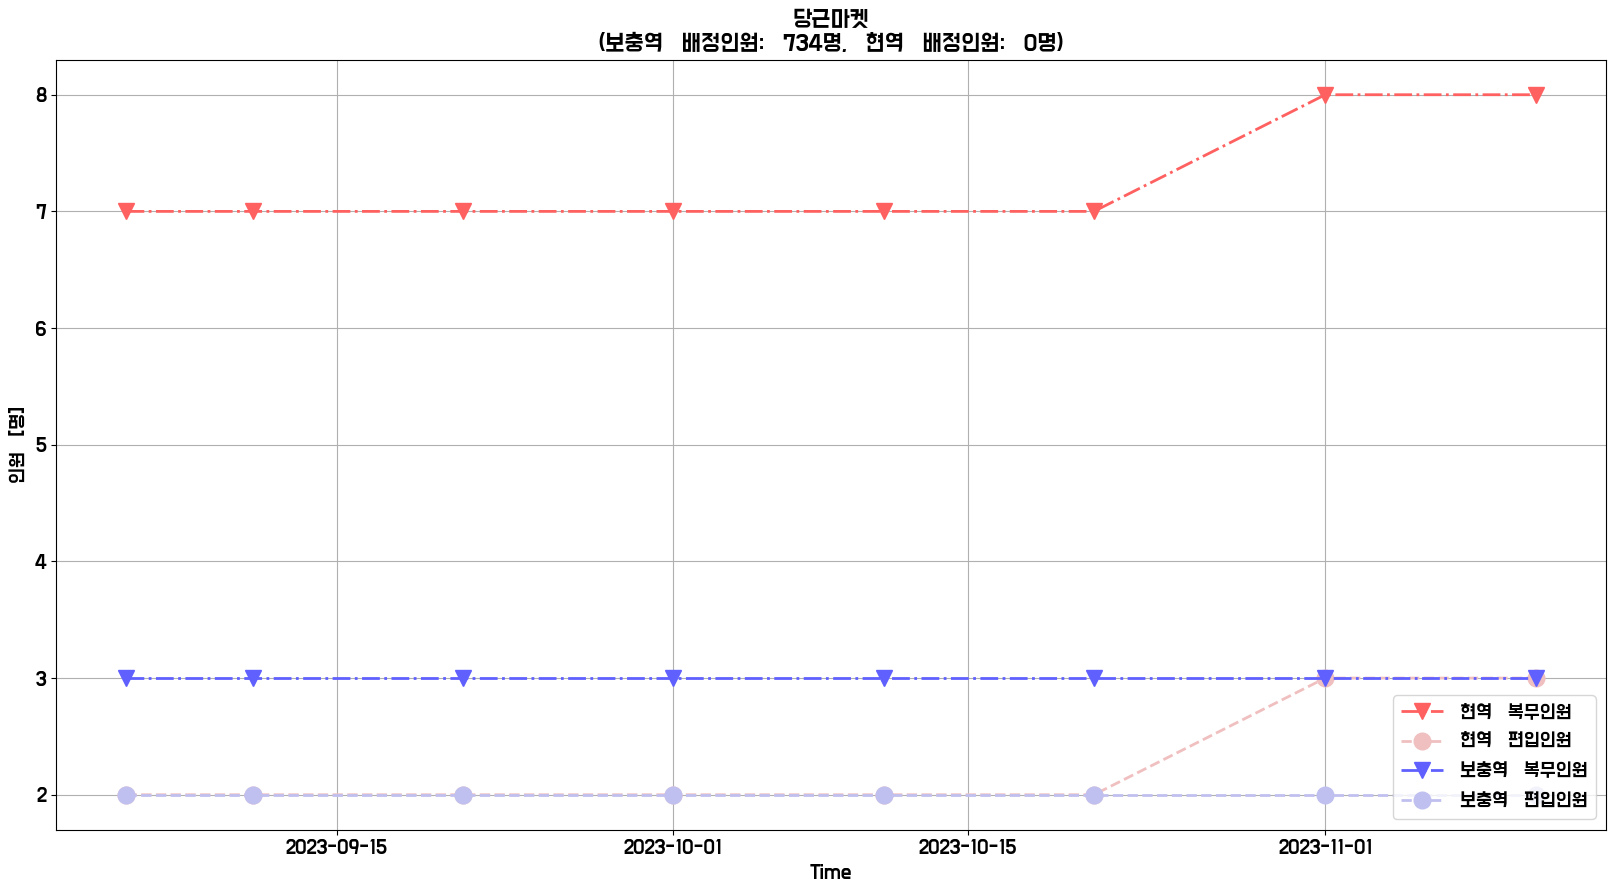 당근마켓
(보충역 배정인원: 734명, 현역 배정인원: 0명)
8
7
6
5
4
3
2
인원 [명]
2023-09-15 2023-10-01 2023-10-15 2023-11-01
Time
현역 복무인원
현역 편입인원
보충역 복무인원
보충역 편입인원